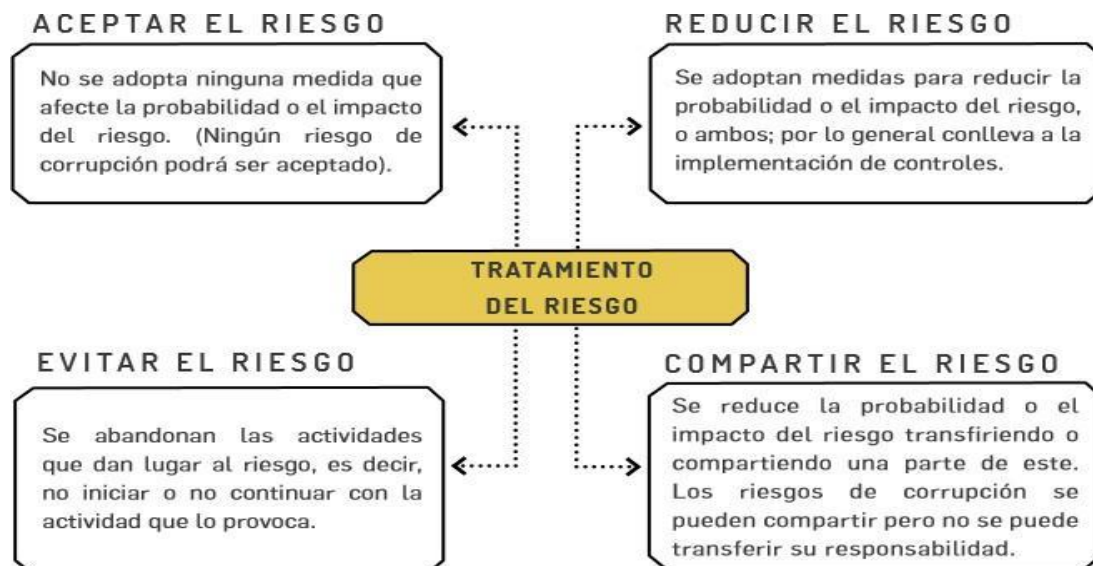 ACEPTAR EL RIESGO
No se adopta ninguna medida que
afecte la probabilidad o el impacto
del riesgo. (Ningún riesgo de
corrupción podrá ser aceptado).
REDUCIR EL RIESGO
Se adoptan medidas para reducir la
probabilidad o el impacto del riesgo,
o ambos; por lo general conlleva a la
implementación de controles.
TRATAMIENTO
DEL RIESGO
EVITAR EL RIESGO
Se abandonan las actividades
que dan lugar al riesgo, es decir,
no iniciar o no continuar con la
actividad que lo provoca.
COMPARTIR EL RIESGO
Se reduce la probabilidad o el
impacto del riesgo transfiriendo o
compartiendo una parte de este.
Los riesgos de corrupción se
pueden compartir pero no se puede
transferir su responsabilidad.